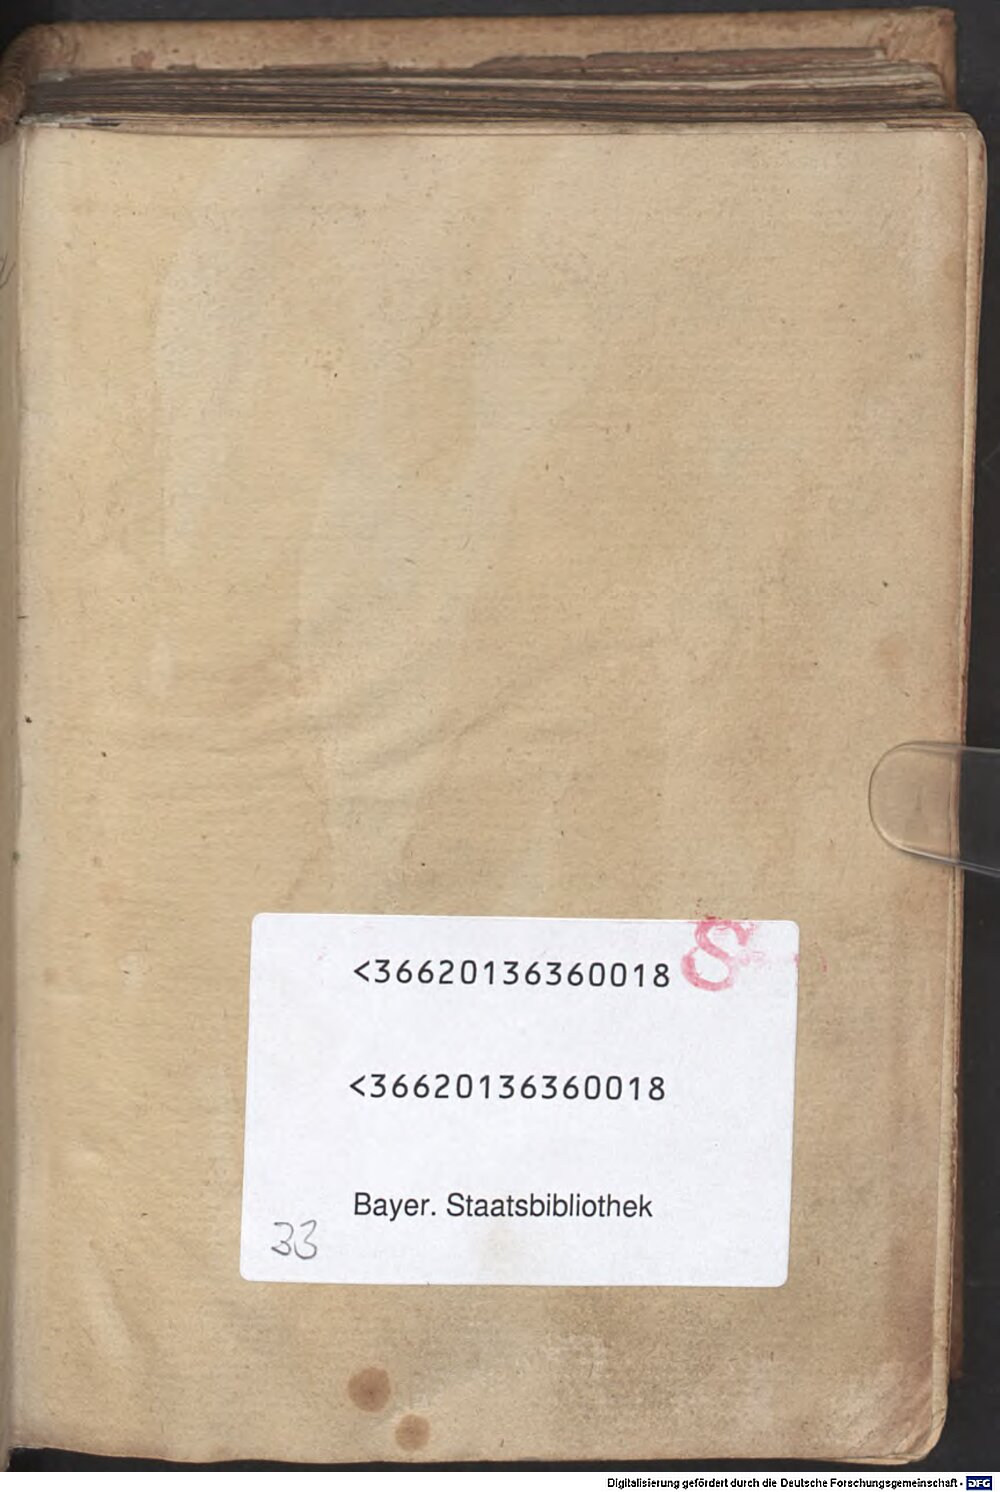 <36620136360018
S
<36620136360018
Bayer. Staatsbibliothek
33
Digitalisierung gefördert durch die Deutsche Forschungsgemeinschaft - DFG